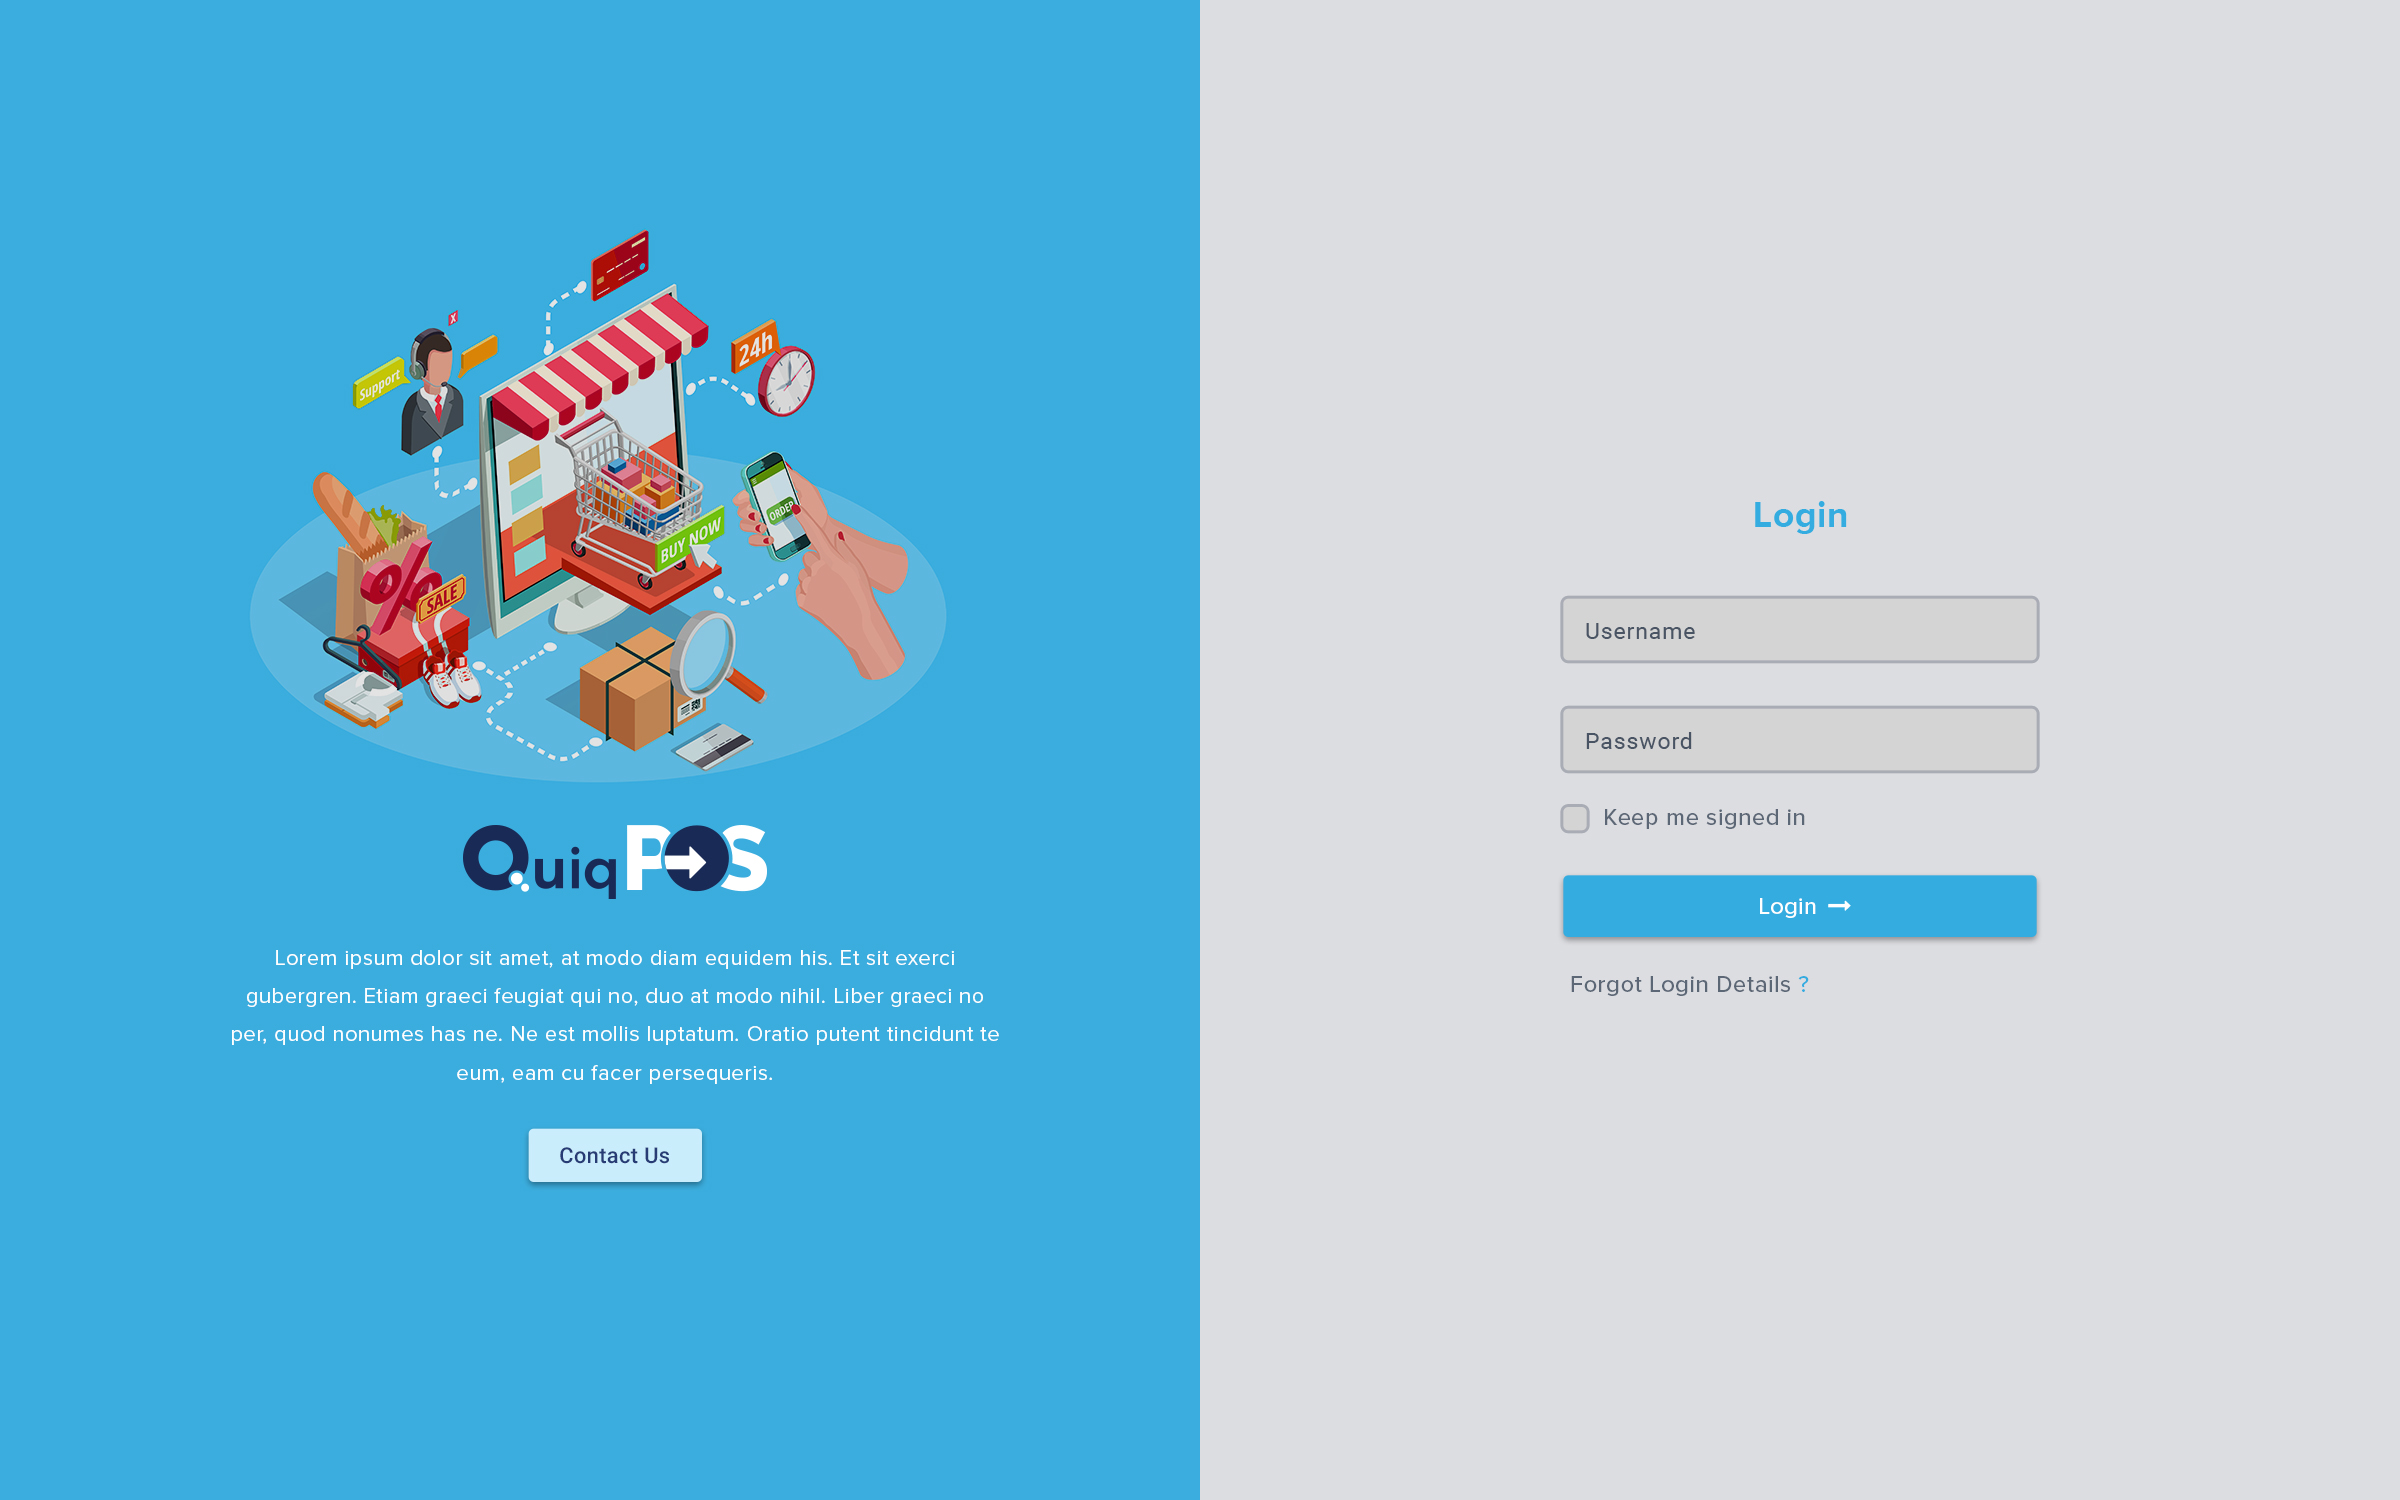 X
24h
Support
ORDER
BUY NOW
%
SALE
QuiqPOS
Lorem ipsum dolor sit amet, at modo diam equidem his. Et sit exerci
gubergren. Etiam graeci feugiat qui no, duo at modo nihil. Liber graeci no
per, quod nonumes has ne. Ne est mollis luptatum. Oratio putent tincidunt te
eum, eam cu facer persequeris.
Contact Us
Login
Username
Password
Keep me signed in
Login →
Forgot Login Details ?